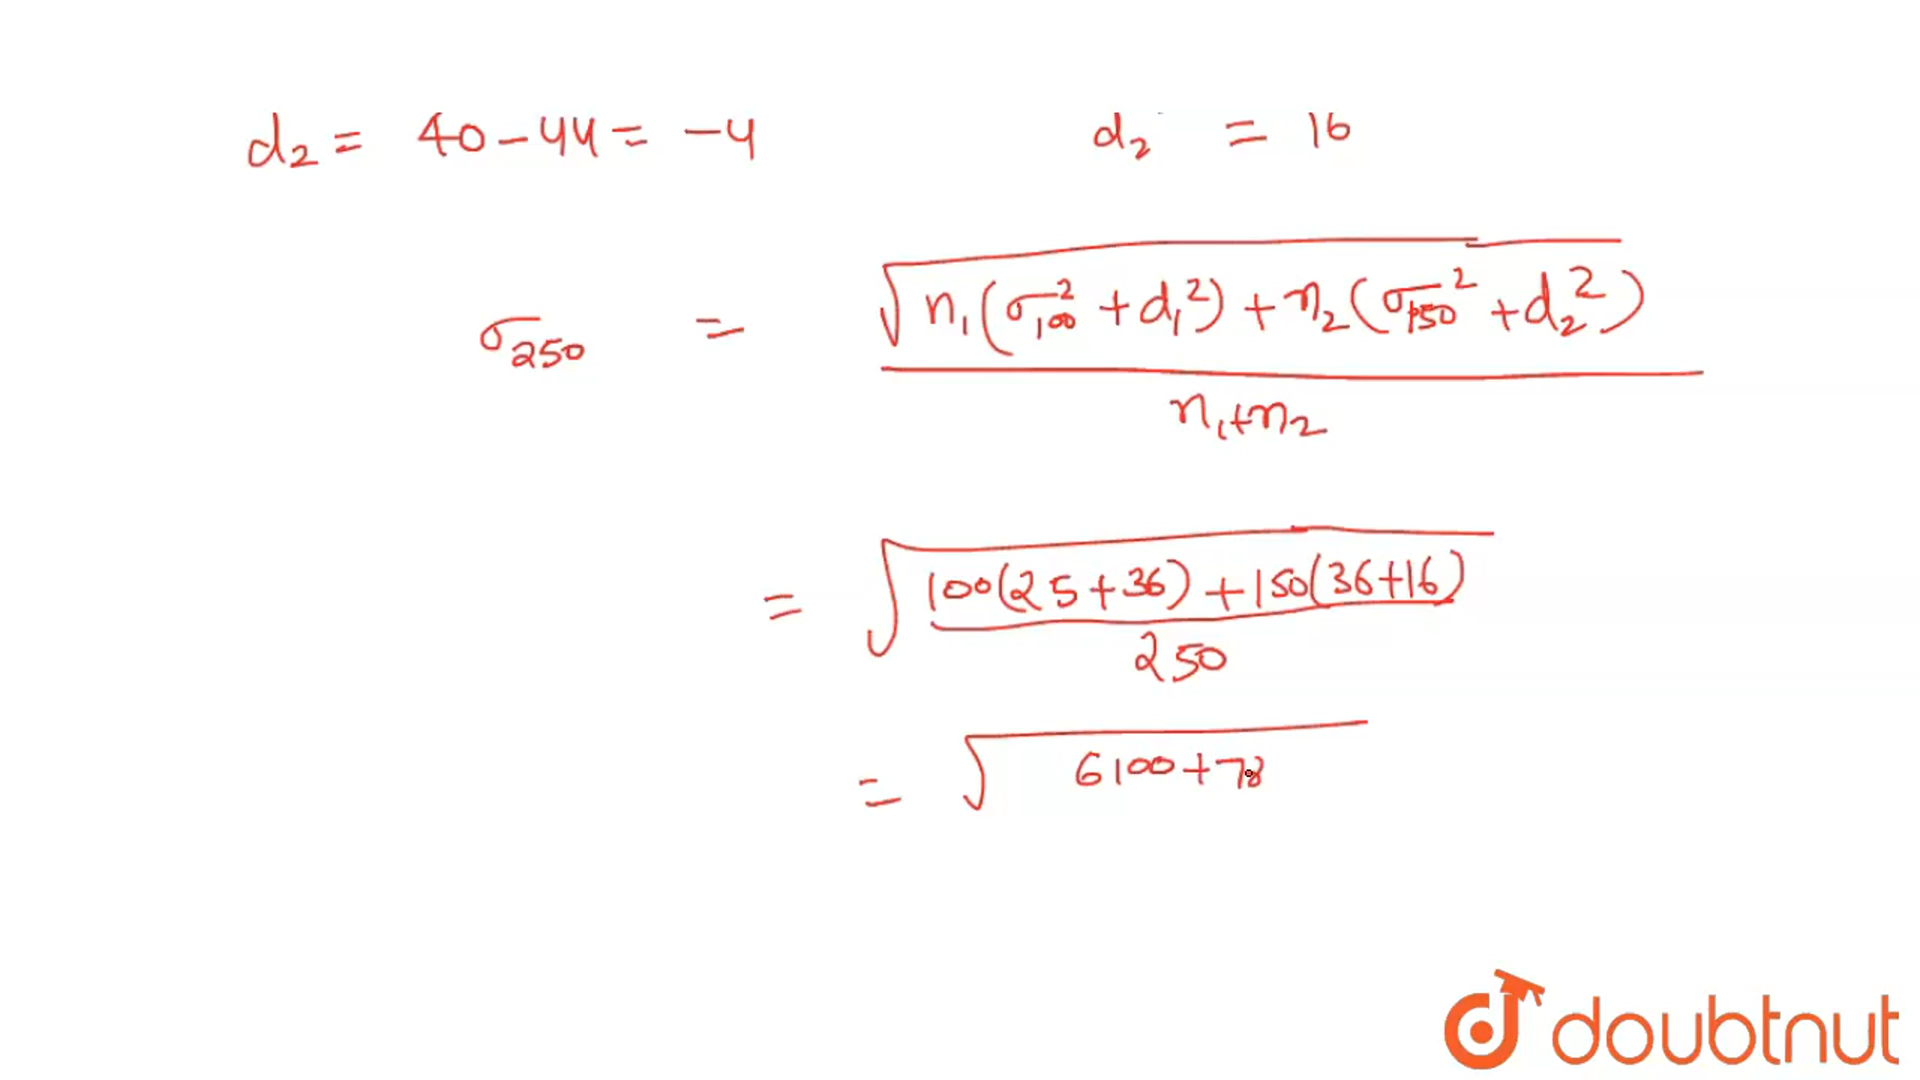 d₂ = 40 - 44 = -4 d₂ = 16
σ₂₅₀ = √n₁(σ₁₀₀² + d₁²) + n₂(σ₁₅₀² + d₂²)
n₁+n₂
= √100(25+36) + 150(36+16)
250
= √6100+78
doubtnut